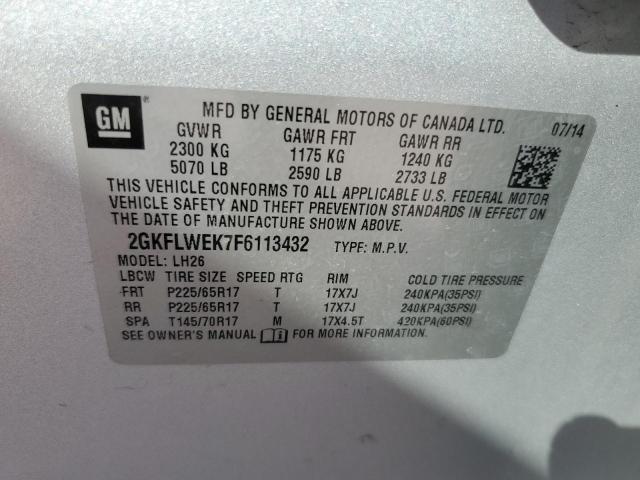 GM ®
MFD BY GENERAL MOTORS OF CANADA LTD. 07/14
GVWR GAWR FRT GAWR RR
2300 KG 1175 KG 1240 KG
5070 LB 2590 LB 2733 LB
THIS VEHICLE CONFORMS TO ALL APPLICABLE U.S. FEDERAL MOTOR
VEHICLE SAFETY AND THEFT PREVENTION STANDARDS IN EFFECT ON
THE DATE OF MANUFACTURE SHOWN ABOVE.
2GKFLWEK7F6113432 TYPE: M.P.V.
MODEL: LH26
LBCW TIRE SIZE SPEED RTG RIM COLD TIRE PRESSURE
FRT P225/65R17 T 17X7J 240KPA(35PSI)
RR P225/65R17 T 17X7J 240KPA(35PSI)
SPA T145/70R17 M 17X4.5T 420KPA(60PSI)
SEE OWNER'S MANUAL FOR MORE INFORMATION.